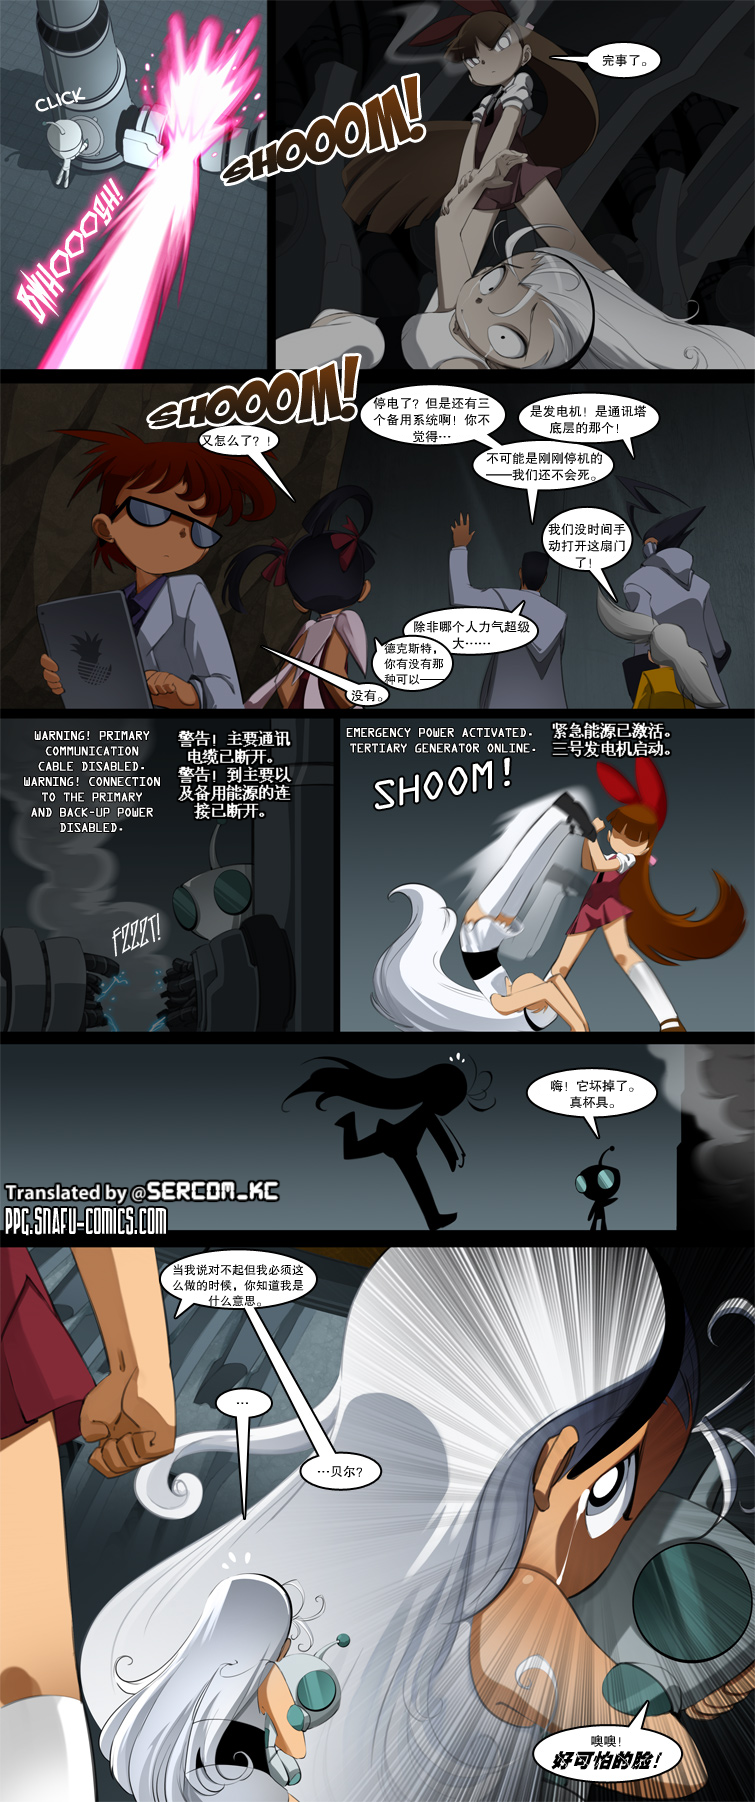 CLICK
BWHOOOSH!
SHOOOM!
完事了。
SHOOOM!
又怎么了?!
停电了?但是还有三
个备用系统啊!你不
觉得…
是发电机!是通讯塔
底层的那个!
不可能是刚刚停机的
——我们还不会死。
我们没时间手
动打开这扇门
了!
除非哪个人力气超级
大……
德克斯特,
你有没有那
种可以——
没有。
WARNING! PRIMARY
COMMUNICATION
CABLE DISABLED.
WARNING! CONNECTION
TO THE PRIMARY
AND BACK-UP POWER
DISABLED.
警告!主要通讯
电缆已断开。
警告!到主要以
及备用能源的连
接已断开。
FZZZT!
EMERGENCY POWER ACTIVATED.
TERTIARY GENERATOR ONLINE.
紧急能源已激活。
三号发电机启动。
SHOOM!
嗨!它坏掉了。
真杯具。
Translated by @SERCOM_KC
PPG.SNAFU-COMICS.COM
当我说对不起但我必须这
么做的时候,你知道我是
什么意思。
…
…贝尔?
噢噢!
好可怕的脸!